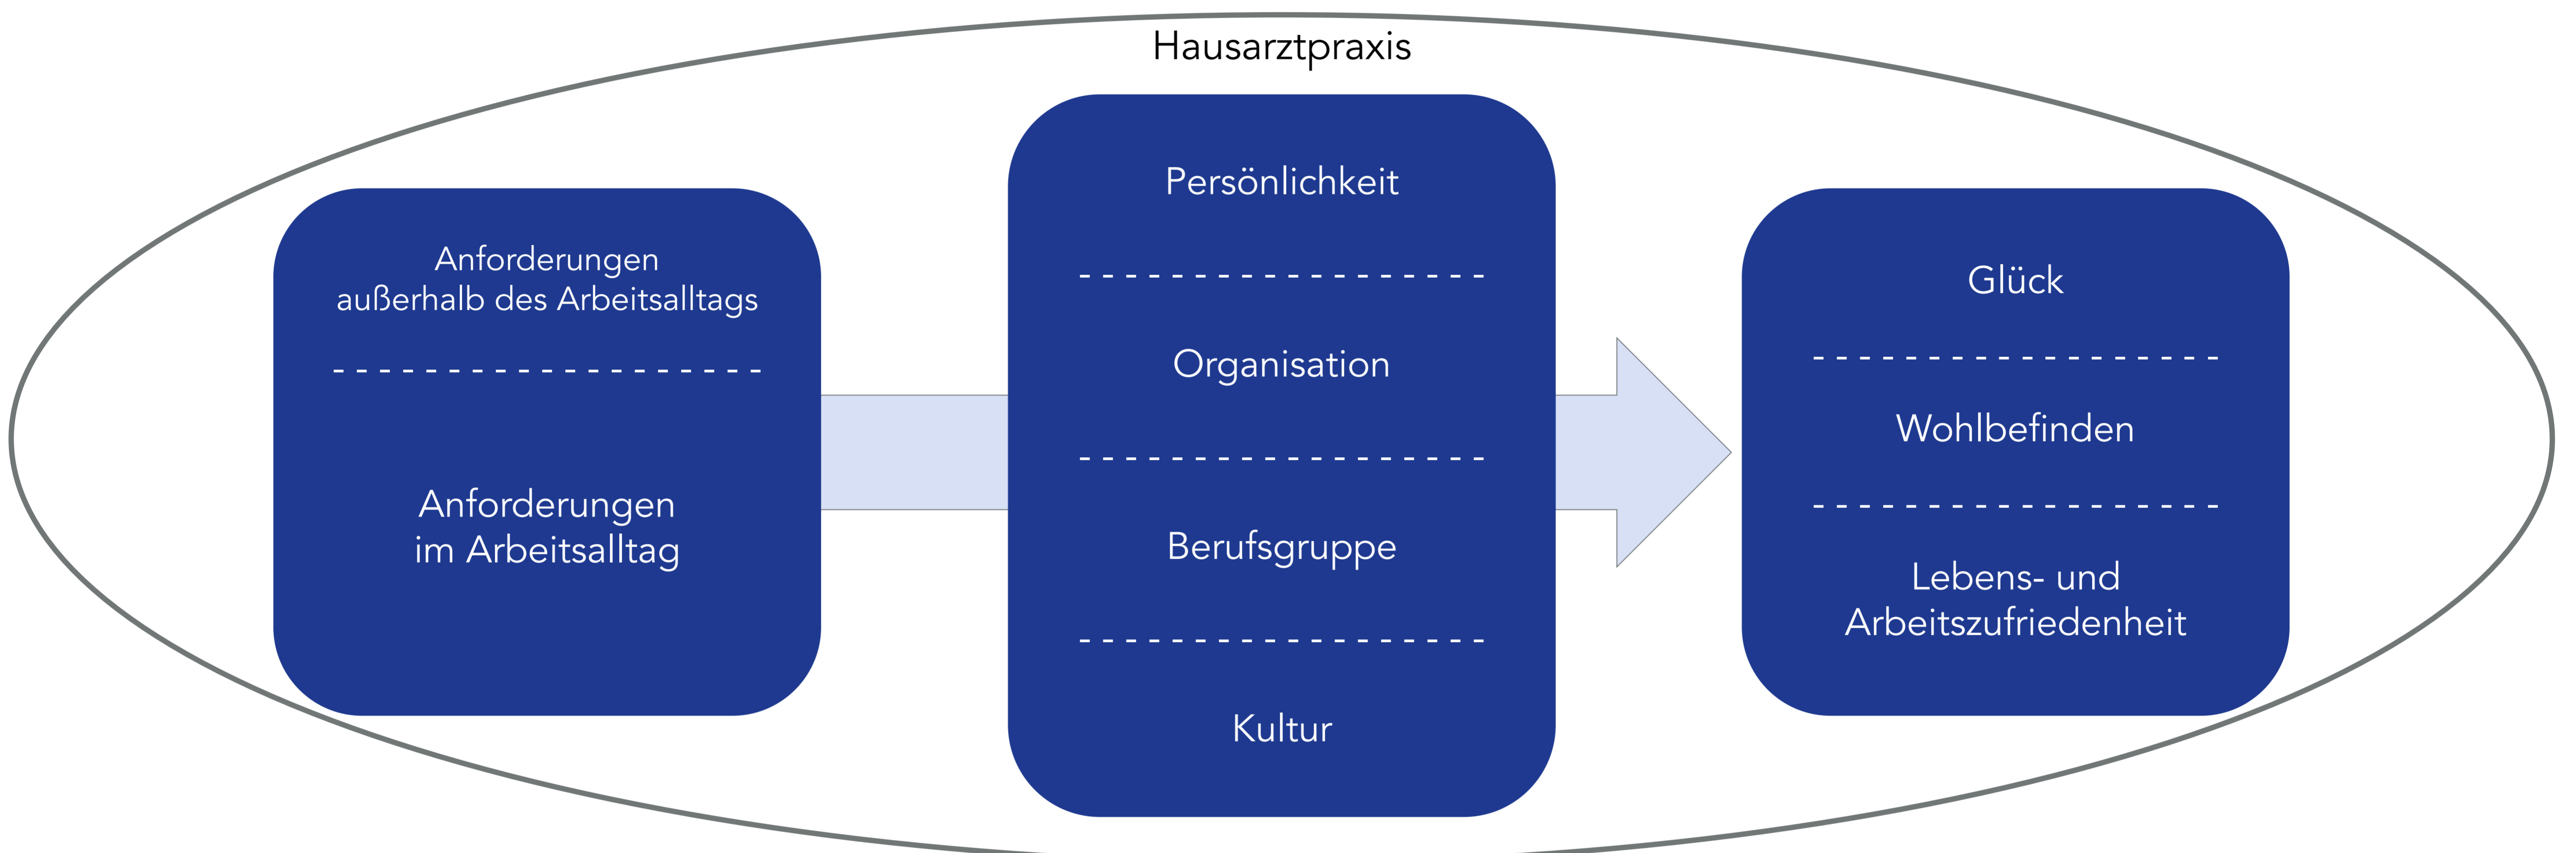 Hausarztpraxis
Anforderungen
außerhalb des Arbeitsalltags
Anforderungen
im Arbeitsalltag
Persönlichkeit
Organisation
Berufsgruppe
Kultur
Glück
Wohlbefinden
Lebens- und
Arbeitszufriedenheit